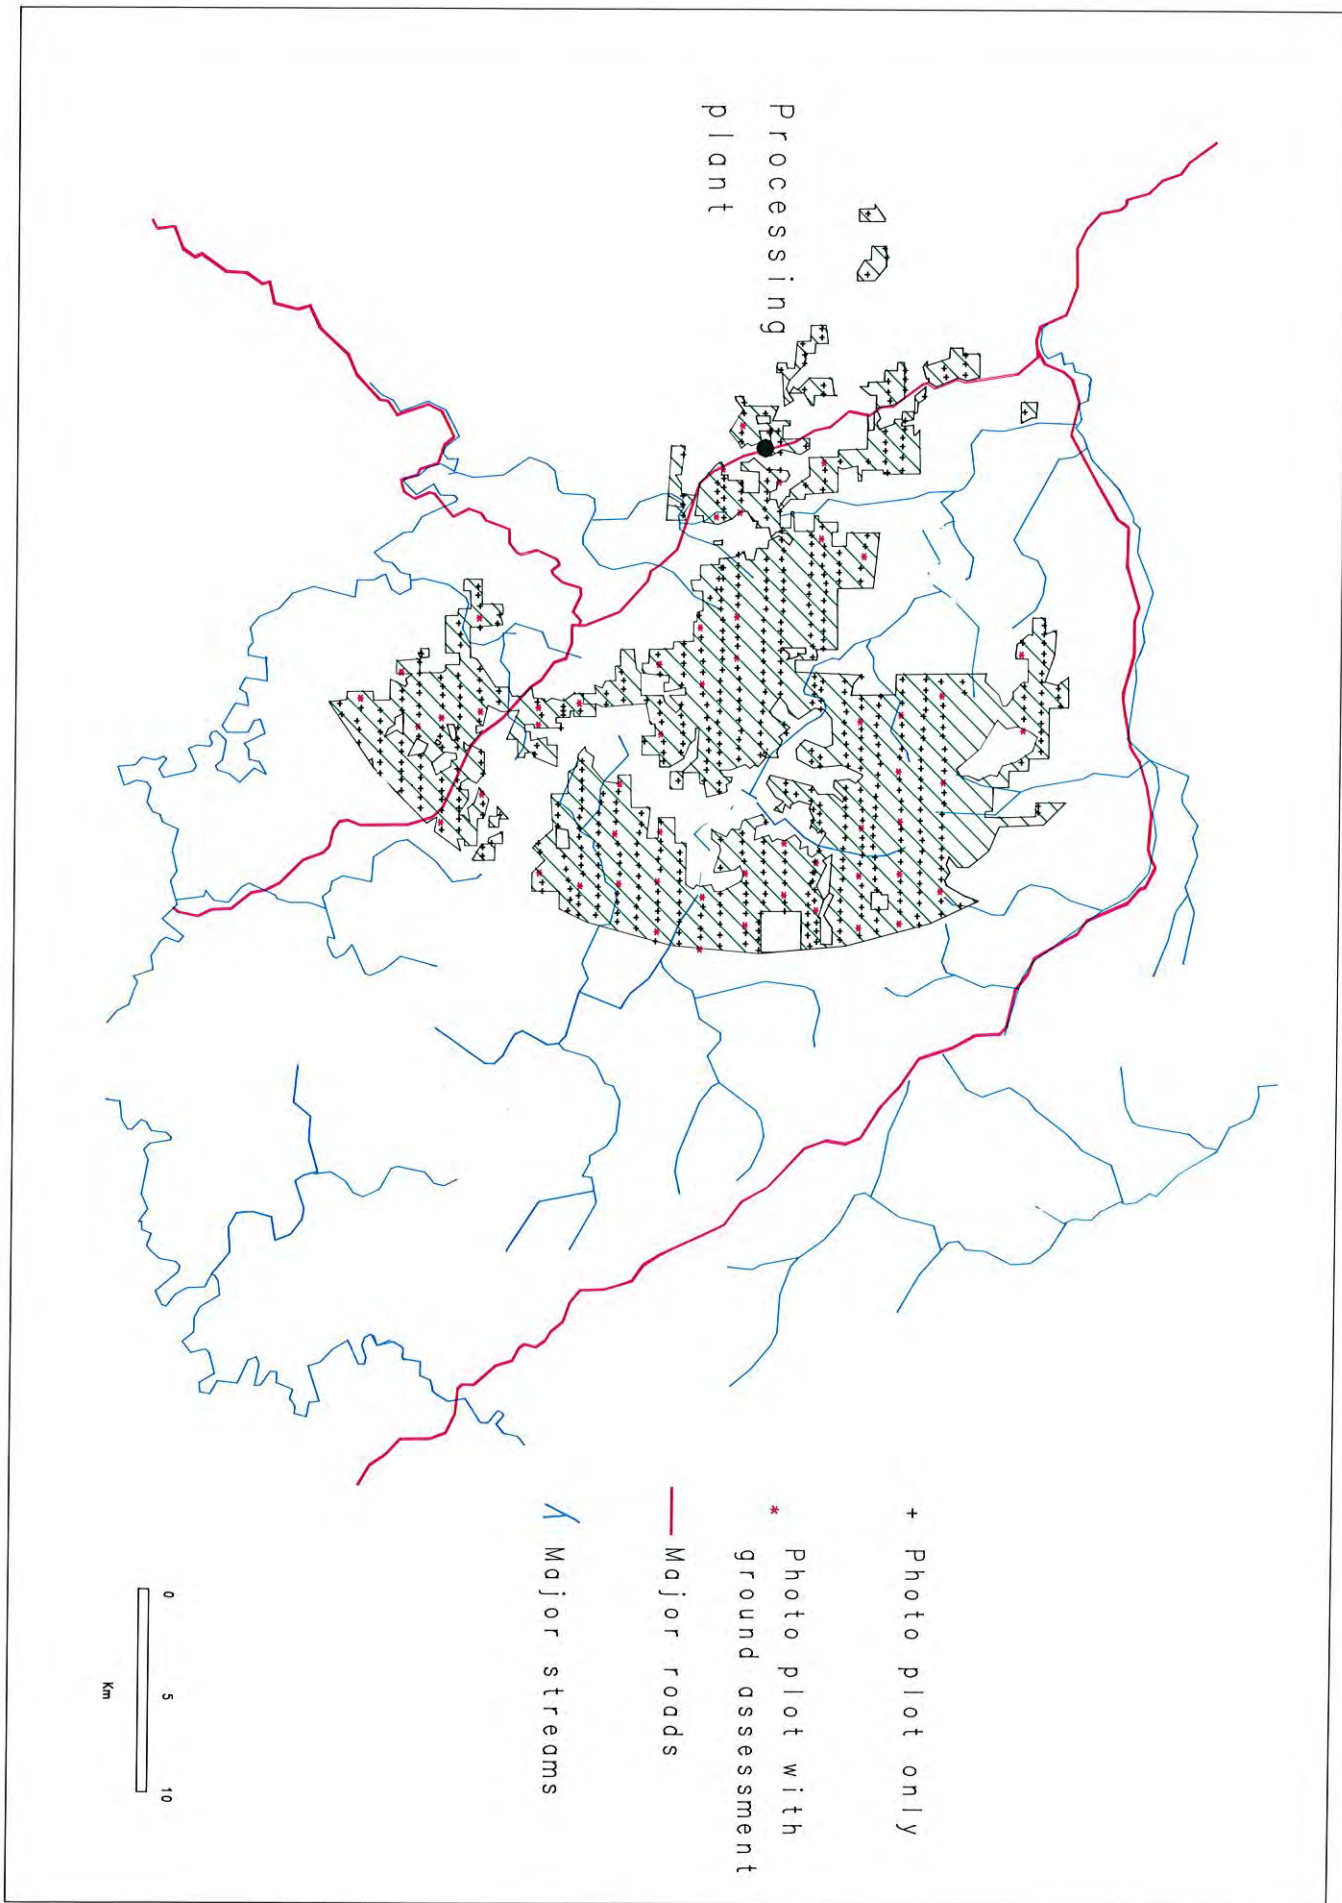 Processing
plant
+ Photo plot only
* Photo plot with
ground assessment
Major roads
Major streams
0 5 10
Km